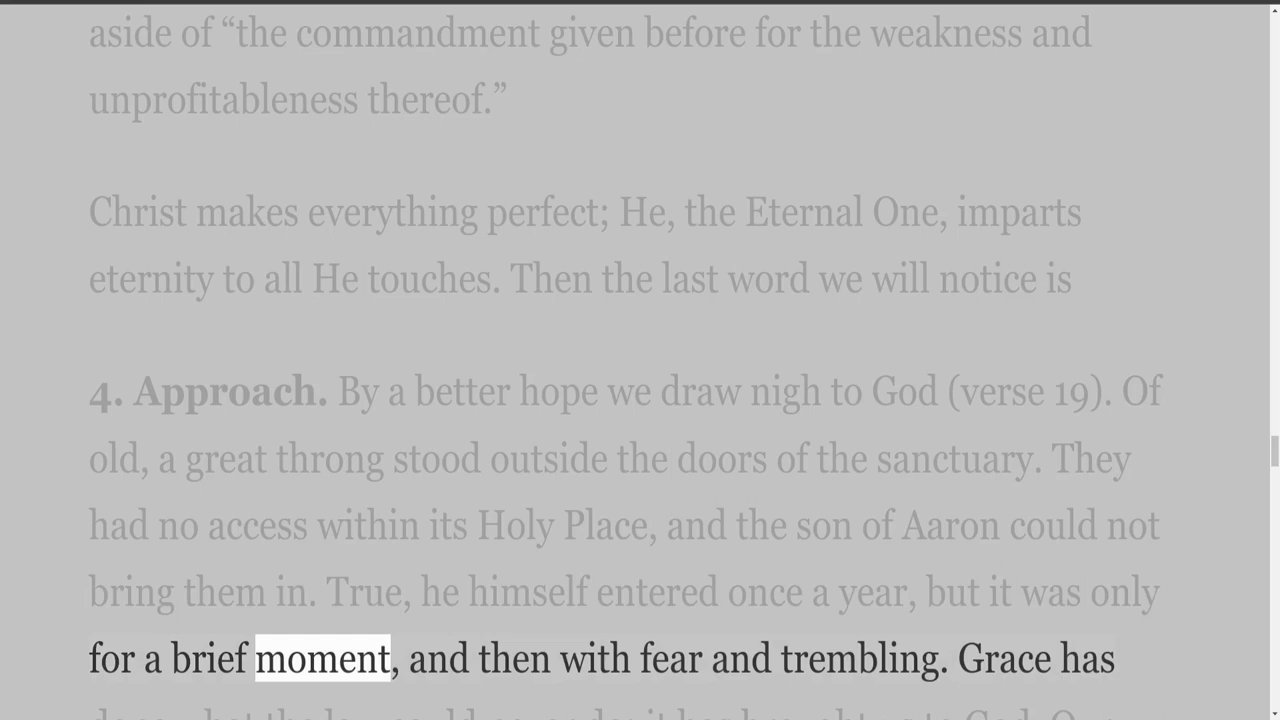 aside of “the commandment given before for the weakness and
unprofitableness thereof.”
Christ makes everything perfect; He, the Eternal One, imparts
eternity to all He touches. Then the last word we will notice is
4. Approach. By a better hope we draw nigh to God (verse 19). Of
old, a great throng stood outside the doors of the sanctuary. They
had no access within its Holy Place, and the son of Aaron could not
bring them in. True, he himself entered once a year, but it was only
for a brief moment, and then with fear and trembling. Grace has